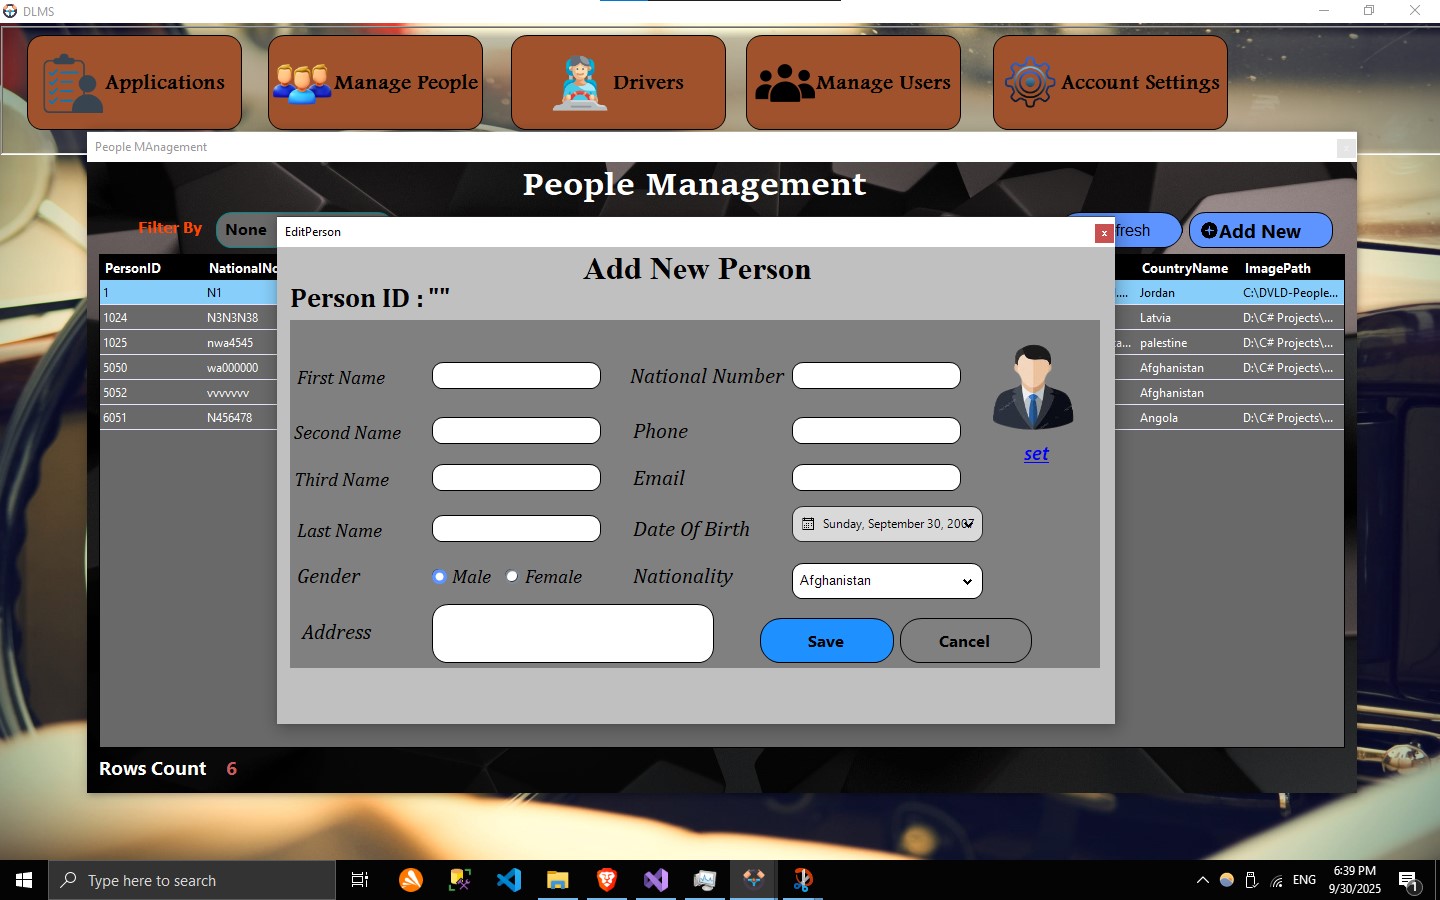 DLMS
Applications
Manage People
Drivers
Manage Users
Account Settings
People MAnagement
People Management
Filter By
None
fresh
Add New
EditPerson
x
Add New Person
Person ID : ""
PersonID NationalNo CountryName ImagePath
1 N1 .... Jordan C:\DVLD-People...
1024 N3N3N38 Latvia D:\C# Projects\...
1025 nwa4545 a... palestine D:\C# Projects\...
5050 wa000000 Afghanistan D:\C# Projects\...
5052 vvvvvvv Afghanistan
6051 N456478 Angola D:\C# Projects\...
First Name
National Number
Second Name
Phone
set
Third Name
Email
Last Name
Date Of Birth
Sunday, September 30, 2007
Gender
Male
Female
Nationality
Afghanistan
Address
Save
Cancel
Rows Count 6
Type here to search
ENG
6:39 PM
9/30/2025
1